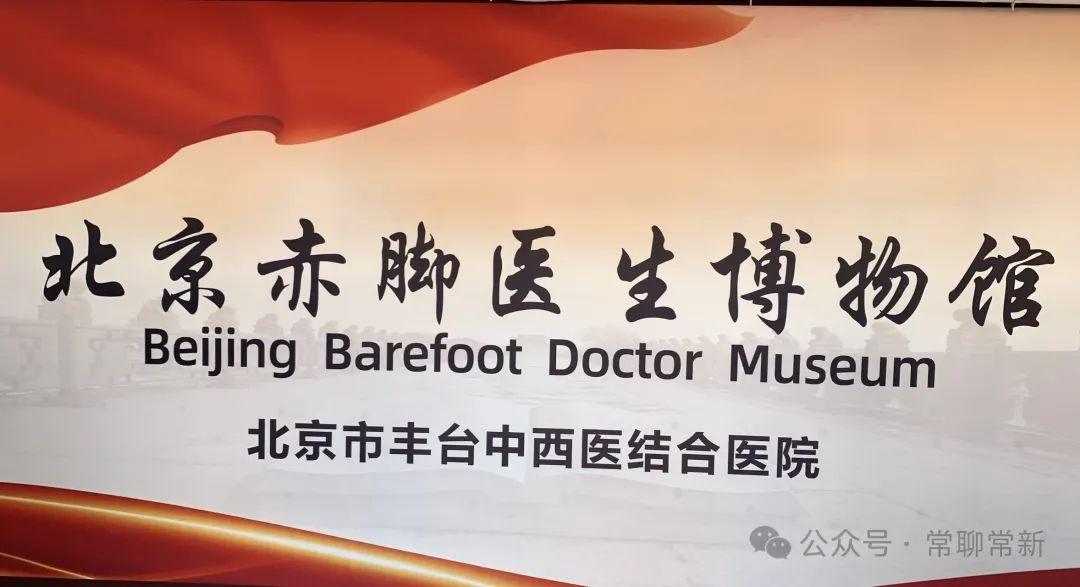 北京赤脚医生博物馆
Beijing Barefoot Doctor Museum
北京市丰台中西医结合医院
公众号·常聊常新